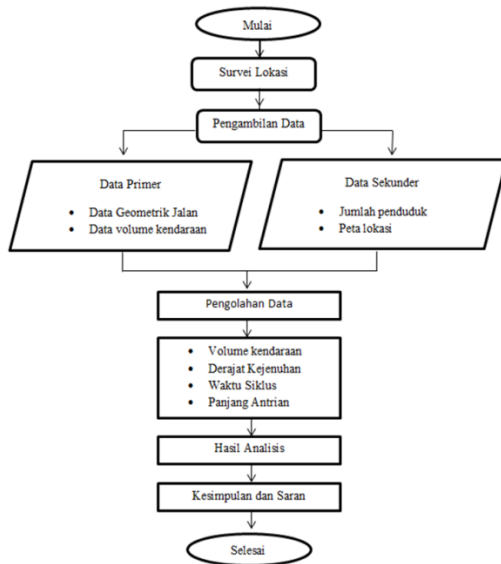 Mulai
Survei Lokasi
Pengambilan Data
Data Primer
• Data Geometrik Jalan
• Data volume kendaraan
Data Sekunder
• Jumlah penduduk
• Peta lokasi
Pengolahan Data
• Volume kendaraan
• Derajat Kejenuhan
• Waktu Siklus
• Panjang Antrian
Hasil Analisis
Kesimpulan dan Saran
Selesai